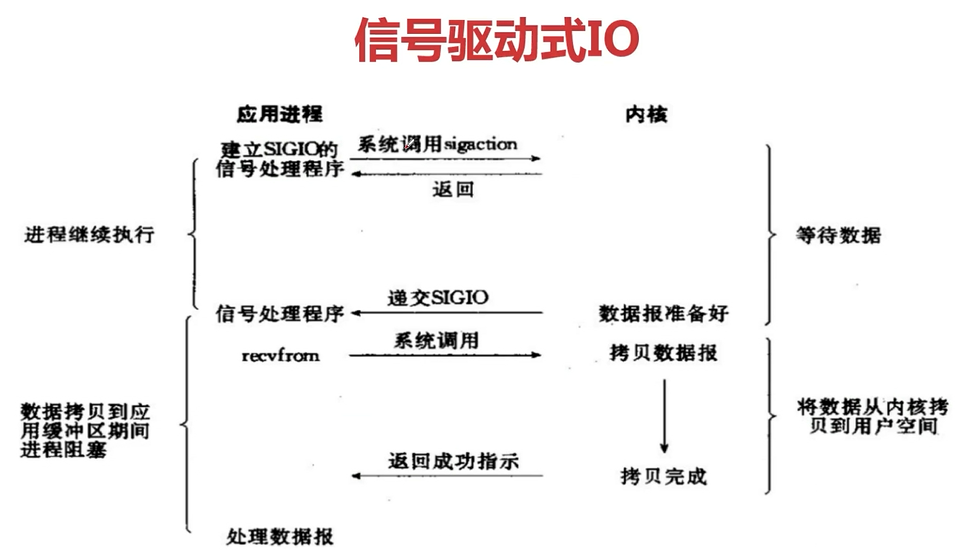 信号驱动式IO
应用进程
内核
建立SIGIO的
信号处理程序
系统调用sigaction
返回
进程继续执行
等待数据
递交SIGIO
信号处理程序
数据报准备好
系统调用
recvfrom
拷贝数据报
数据拷贝到应
用缓冲区期间
进程阻塞
将数据从内核拷
贝到用户空间
返回成功指示
拷贝完成
处理数据报